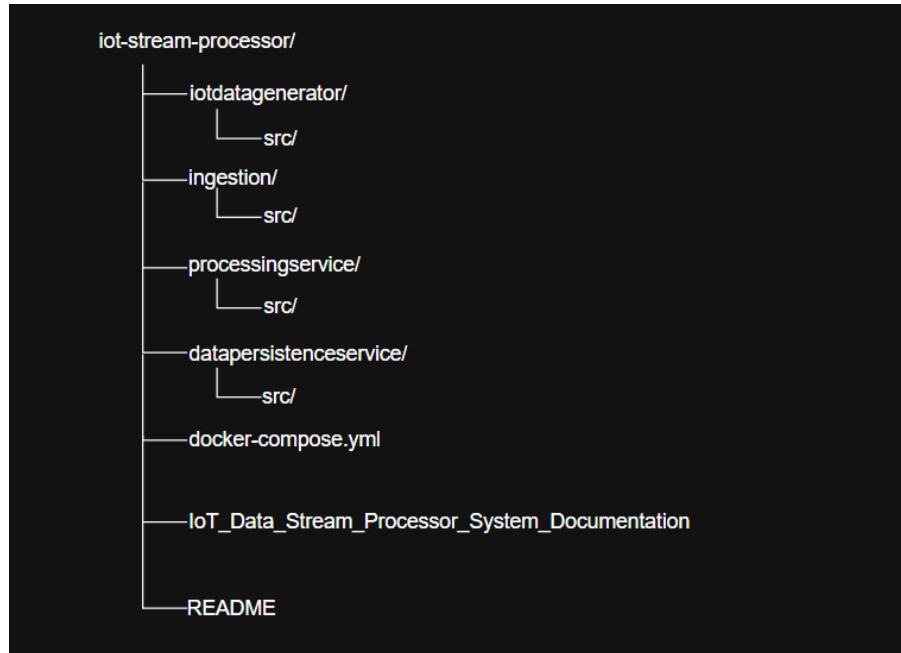 iot-stream-processor/
iotdatagenerator/
src/
ingestion/
src/
processingservice/
src/
datapersistenceservice/
src/
docker-compose.yml
IoT_Data_Stream_Processor_System_Documentation
README